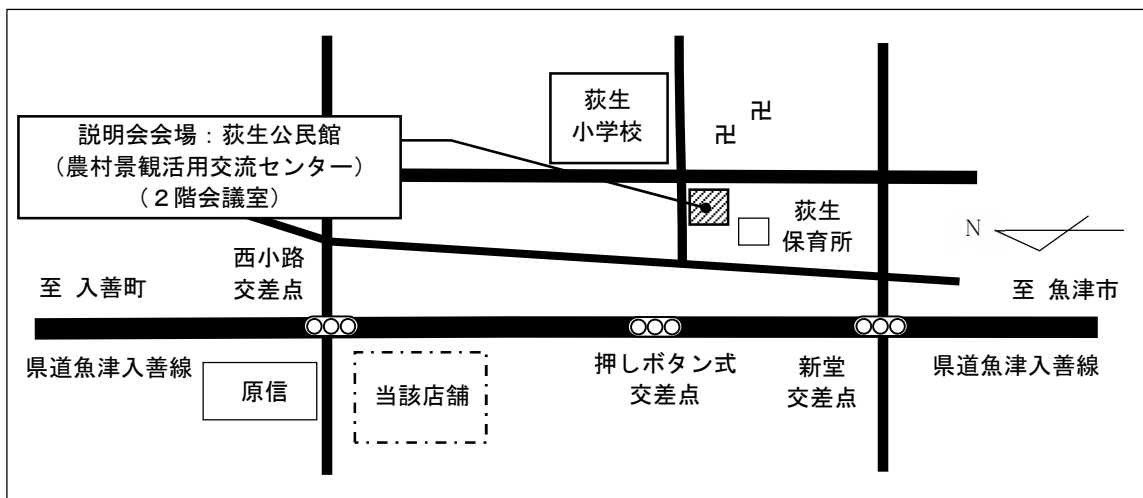 荻生
小学校
卍
卍
説明会会場：荻生公民館
（農村景観活用交流センター）
（２階会議室）
荻生
保育所
N
西小路
交差点
至 入善町
至 魚津市
県道魚津入善線
原信
当該店舗
押しボタン式
交差点
新堂
交差点
県道魚津入善線